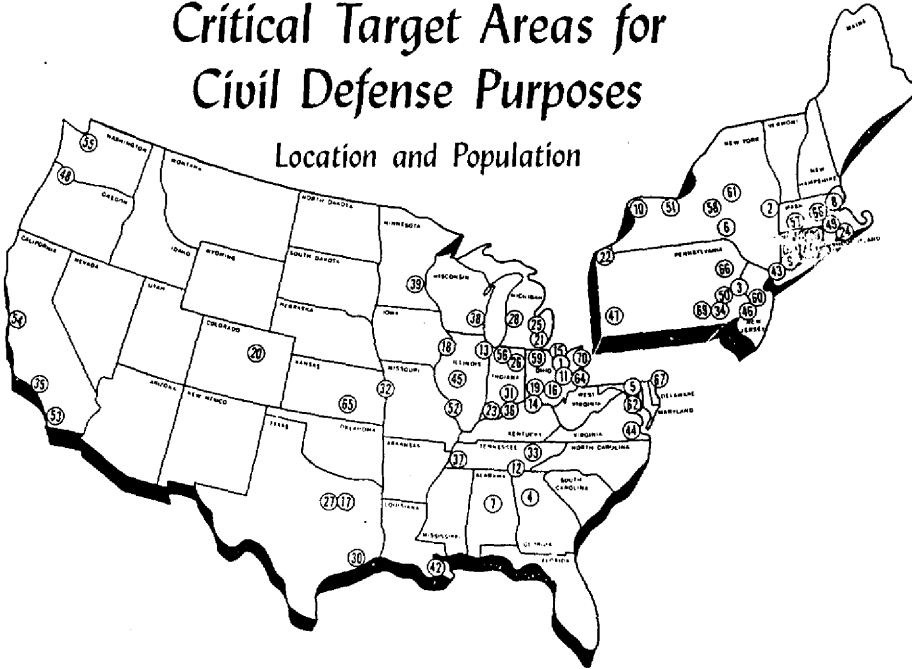 Critical Target Areas for
Civil Defense Purposes
Location and Population
MAINE
WASHINGTON
MONTANA
NORTH DAKOTA
MINNESOTA
VERMONT
NEW YORK
NEW
HAMPSHIRE
55
48
OREGON
61
10
51
58
2
MASS
8
6
49
24
CALIFORNIA
NEVADA
IDAHO
WYOMING
SOUTH DAKOTA
WISCONSIN
MICHIGAN
22
PENNSYLVANIA
66
43
39
38
28
25
21
3
50
60
69
34
46
NEW
JERSEY
41
UTAH
NEBRASKA
IOWA
54
COLORADO
20
18
13
56
26
59
15
1
70
OHIO
11
64
ILLINOIS
INDIANA
KANSAS
MISSOURI
45
31
19
16
14
WEST
VIRGINIA
5
67
DELAWARE
MARYLAND
62
35
53
ARIZONA
NEW MEXICO
65
32
52
23
36
KENTUCKY
VIRGINIA
44
TEXAS
OKLAHOMA
ARKANSAS
TENNESSEE
33
NORTH CAROLINA
37
12
ALABAMA
SOUTH
CAROLINA
7
4
27
17
LOUISIANA
MISSISSIPPI
GEORGIA
FLORIDA
30
42